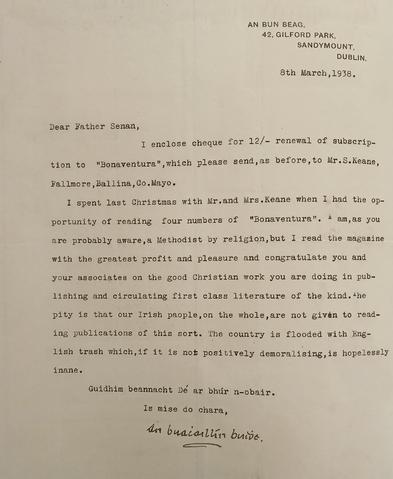 AN BUN BEAG,
42, GILFORD PARK,
SANDYMOUNT,
DUBLIN.
8th March,1938.
Dear Father Senan,
I enclose cheque for 12/- renewal of subscrip-
tion to "Bonaventura",which please send,as before,to Mr.S.Keane,
Fallmore,Ballina,Co.Mayo.
I spent last Christmas with Mr.and Mrs.Keane when I had the op-
portunity of reading four numbers of "Bonaventura". I am,as you
are probably aware,a Methodist by religion,but I read the magazine
with the greatest profit and pleasure and congratulate you and
your associates on the good Christian work you are doing in pub-
lishing and circulating first class literature of the kind.The
pity is that our Irish people,on the whole,are not given to read-
ing publications of this sort. The country is flooded with Eng-
lish trash which,if it is not positively demoralising,is hopelessly
inane.
Guidhim beannacht Dé ar bhúr n-obair.
Is mise do chara,
An buacaillín buidhe.